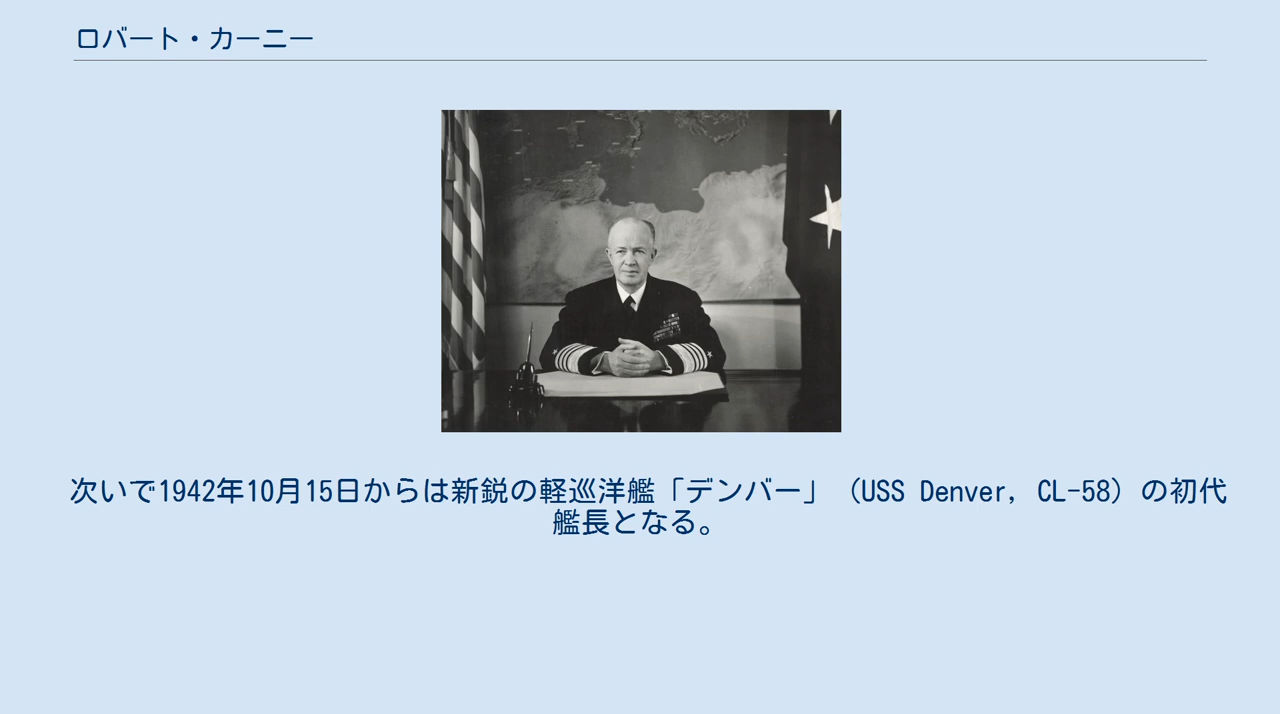 ロバート・カーニー
次いで1942年10月15日からは新鋭の軽巡洋艦「デンバー」（USS Denver, CL-58）の初代
艦長となる。